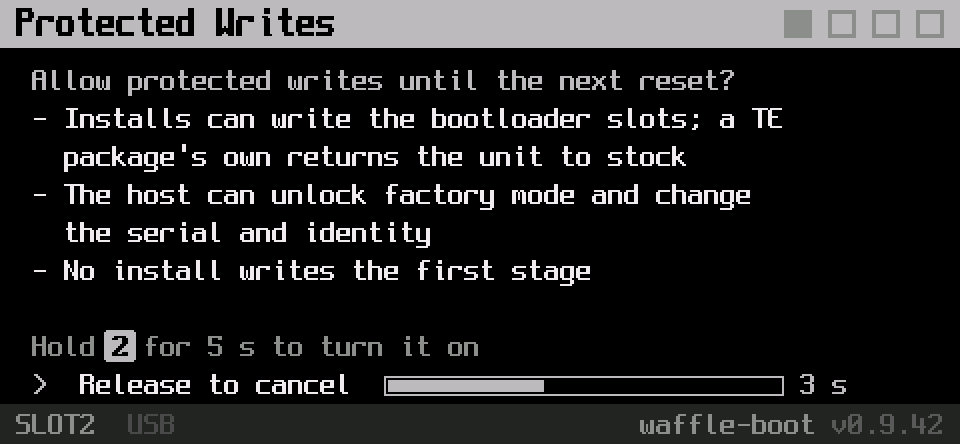 Protected Writes
Allow protected writes until the next reset?
- Installs can write the bootloader slots; a TE
package's own returns the unit to stock
- The host can unlock factory mode and change
the serial and identity
- No install writes the first stage
Hold 2 for 5 s to turn it on
> Release to cancel 3 s
SLOT2 USB waffle-boot v0.9.42